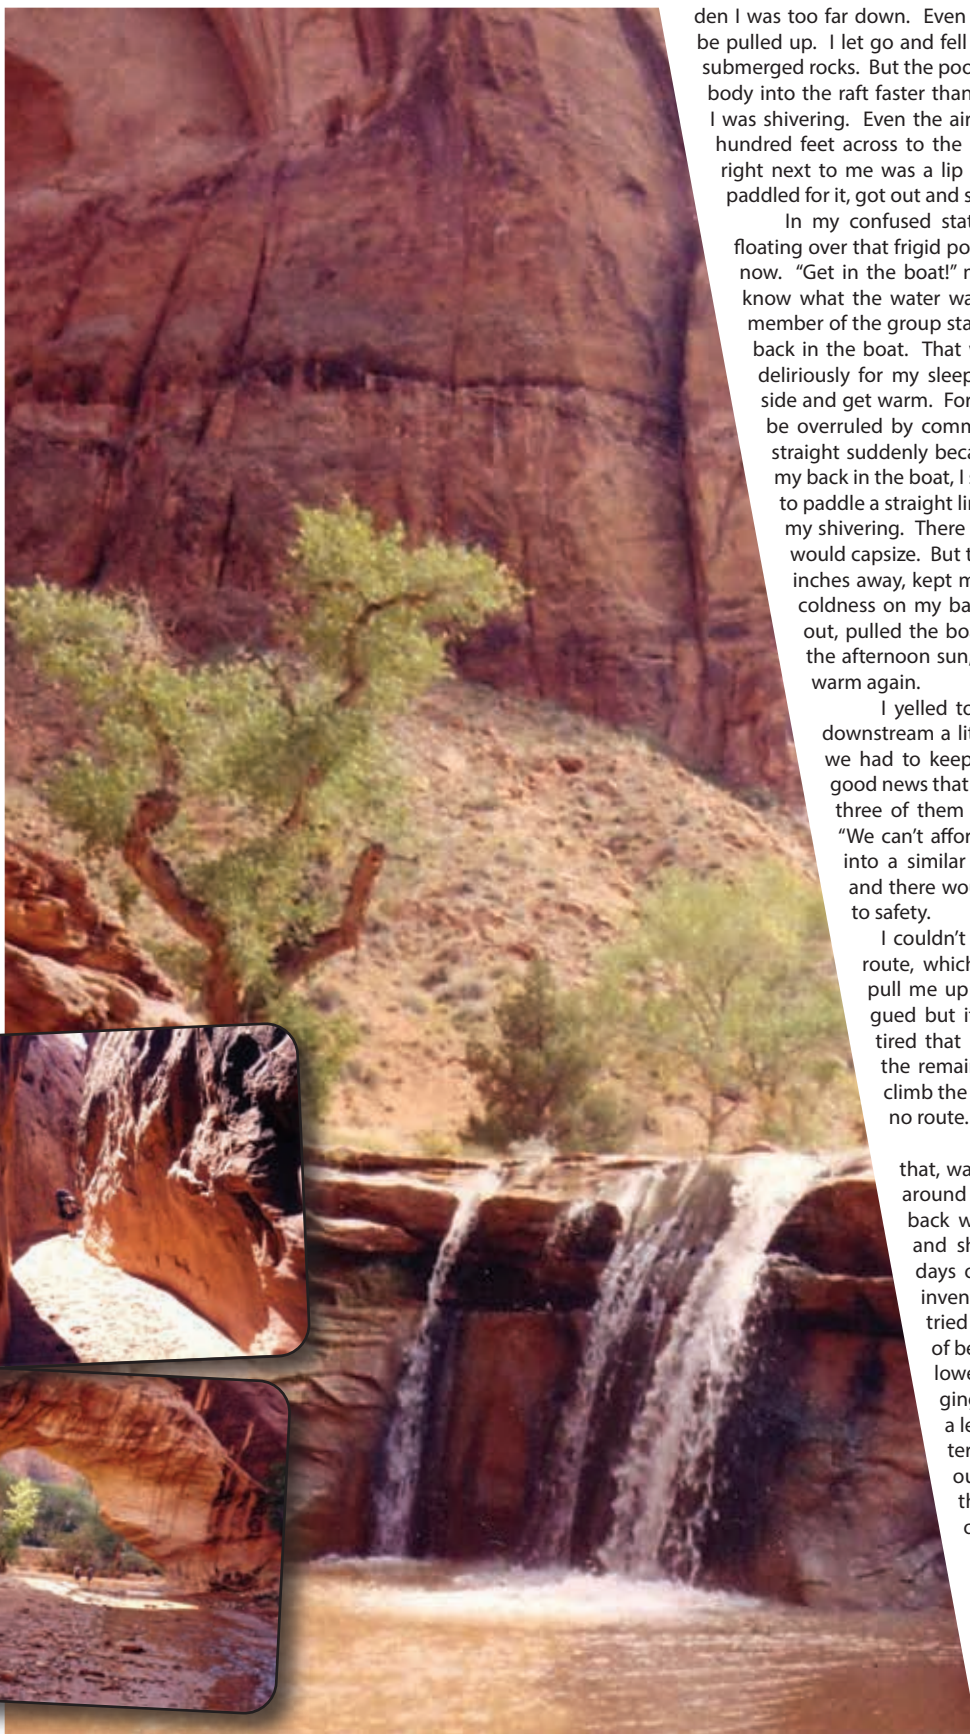 den I was too far down. Even
be pulled up. I let go and fell
submerged rocks. But the poo
body into the raft faster than
I was shivering. Even the air
hundred feet across to the
right next to me was a lip
paddled for it, got out and s
In my confused stat
floating over that frigid po
now. “Get in the boat!”
know what the water wa
member of the group sta
back in the boat. That
deliriously for my sleep
side and get warm. For
be overruled by comm
straight suddenly beca
my back in the boat, I
to paddle a straight lin
my shivering. There
would capsize. But t
inches away, kept m
coldness on my ba
out, pulled the bo
the afternoon sun,
warm again.
I yelled to
downstream a lit
we had to keep
good news that
three of them
“We can’t affor
into a similar
and there wou
to safety.
I couldn’t
route, which
pull me up
gued but i
tired that
the remai
climb the
no route.
that, wa
around
back w
and sh
days o
inven
tried
of be
lowe
ging
a le
ter
ou
th